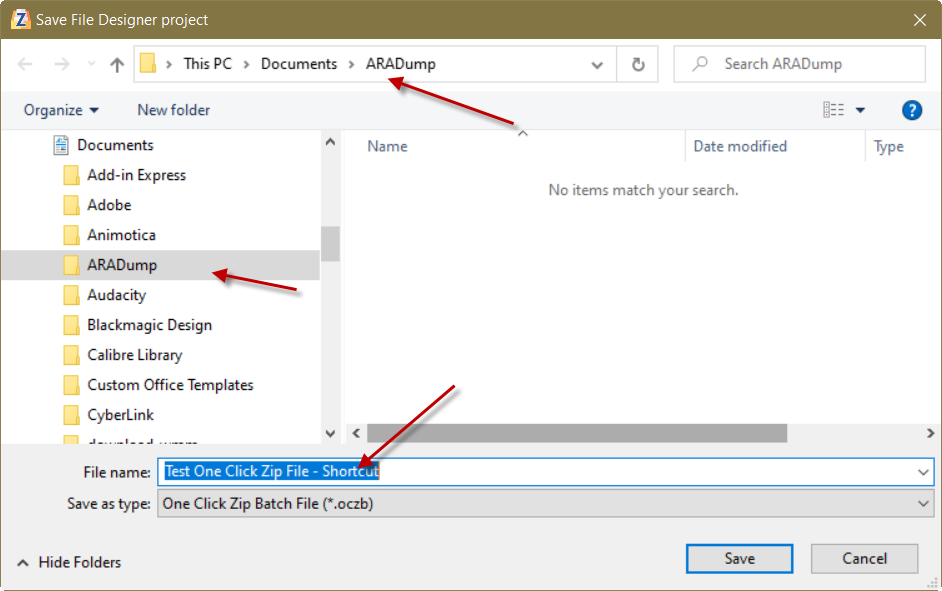 Save File Designer project
This PC > Documents > ARADump
Search ARADump
Organize
New folder
?
Documents
Add-in Express
Adobe
Animotica
ARADump
Audacity
Blackmagic Design
Calibre Library
Custom Office Templates
CyberLink
Name
Date modified
Type
No items match your search.
File name: Test One Click Zip File - Shortcut
Save as type: One Click Zip Batch File (*.oczb)
Hide Folders
Save
Cancel